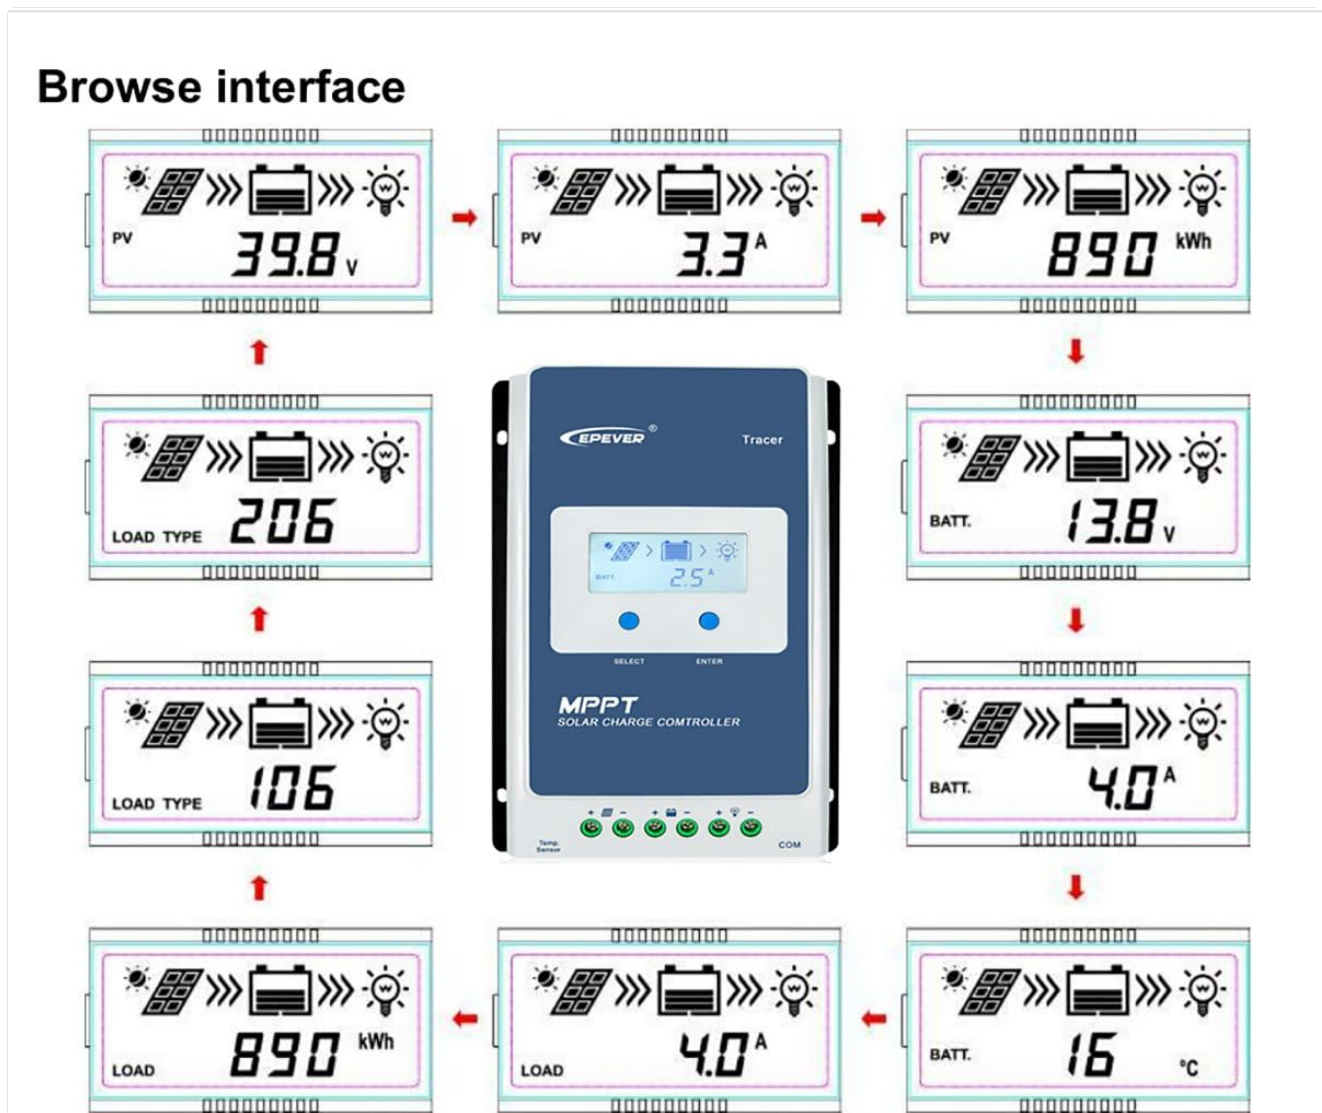 Browse interface
PV 39.8 V
PV 3.3 A
PV 890 kWh
LOAD TYPE 206
EPEVER ®
Tracer
BATT. 2.5 A
SELECT ENTER
MPPT
SOLAR CHARGE COMTROLLER
+ - + - + -
Temp.
Sensor
COM
BATT. 13.8 V
LOAD TYPE 106
BATT. 4.0 A
LOAD 890 kWh
LOAD 4.0 A
BATT. 16 °C